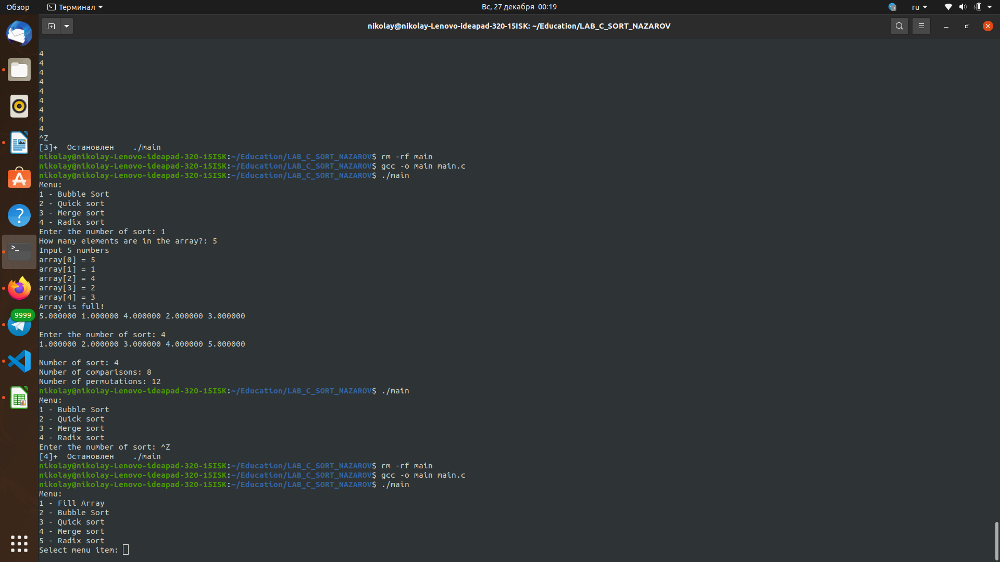 Обзор
Терминал
Вс, 27 декабря 00:19
ru
nikolay@nikolay-Lenovo-ideapad-320-15ISK: ~/Education/LAB_C_SORT_NAZAROV
4
4
4
4
4
4
4
4
4
^Z
[3]+  Остановлен    ./main
nikolay@nikolay-Lenovo-ideapad-320-15ISK:~/Education/LAB_C_SORT_NAZAROV$ rm -rf main
nikolay@nikolay-Lenovo-ideapad-320-15ISK:~/Education/LAB_C_SORT_NAZAROV$ gcc -o main main.c
nikolay@nikolay-Lenovo-ideapad-320-15ISK:~/Education/LAB_C_SORT_NAZAROV$ ./main
Menu:
1 - Bubble Sort
2 - Quick sort
3 - Merge sort
4 - Radix sort
Enter the number of sort: 1
How many elements are in the array?: 5
Input 5 numbers
array[0] = 5
array[1] = 1
array[2] = 4
array[3] = 2
array[4] = 3
Array is full!
5.000000 1.000000 4.000000 2.000000 3.000000
Enter the number of sort: 4
1.000000 2.000000 3.000000 4.000000 5.000000
Number of sort: 4
Number of comparisons: 8
Number of permutations: 12
nikolay@nikolay-Lenovo-ideapad-320-15ISK:~/Education/LAB_C_SORT_NAZAROV$ ./main
Menu:
1 - Bubble Sort
2 - Quick sort
3 - Merge sort
4 - Radix sort
Enter the number of sort: ^Z
[4]+  Остановлен    ./main
nikolay@nikolay-Lenovo-ideapad-320-15ISK:~/Education/LAB_C_SORT_NAZAROV$ rm -rf main
nikolay@nikolay-Lenovo-ideapad-320-15ISK:~/Education/LAB_C_SORT_NAZAROV$ gcc -o main main.c
nikolay@nikolay-Lenovo-ideapad-320-15ISK:~/Education/LAB_C_SORT_NAZAROV$ ./main
Menu:
1 - Fill Array
2 - Bubble Sort
3 - Quick sort
4 - Merge sort
5 - Radix sort
Select menu item:
9999